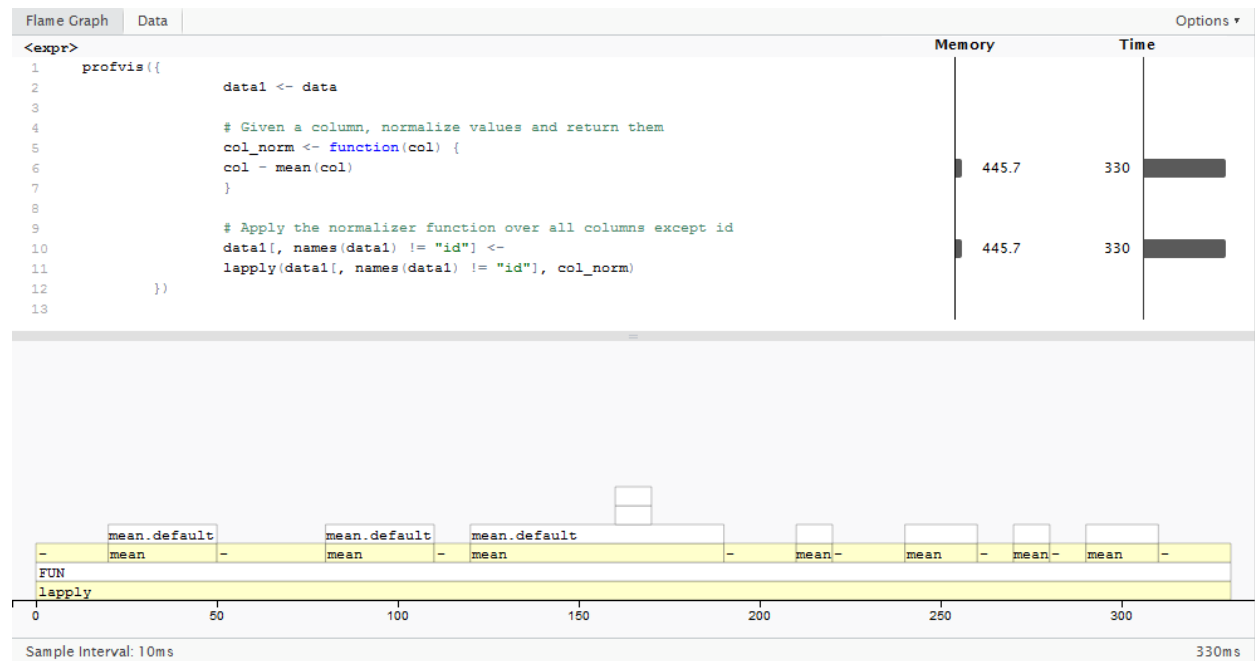 Flame Graph Data Options ▾
<expr> Memory Time
1 profvis({
2 data1 <- data
3
4 # Given a column, normalize values and return them
5 col_norm <- function(col) {
6 col - mean(col) 445.7 330
7 }
8
9 # Apply the normalizer function over all columns except id
10 data1[, names(data1) != "id"] <- 445.7 330
11 lapply(data1[, names(data1) != "id"], col_norm)
12 })
13
=
mean.default mean.default mean.default
- mean - mean - mean - mean - mean - mean - mean -
FUN
lapply
0 50 100 150 200 250 300
Sample Interval: 10ms 330ms